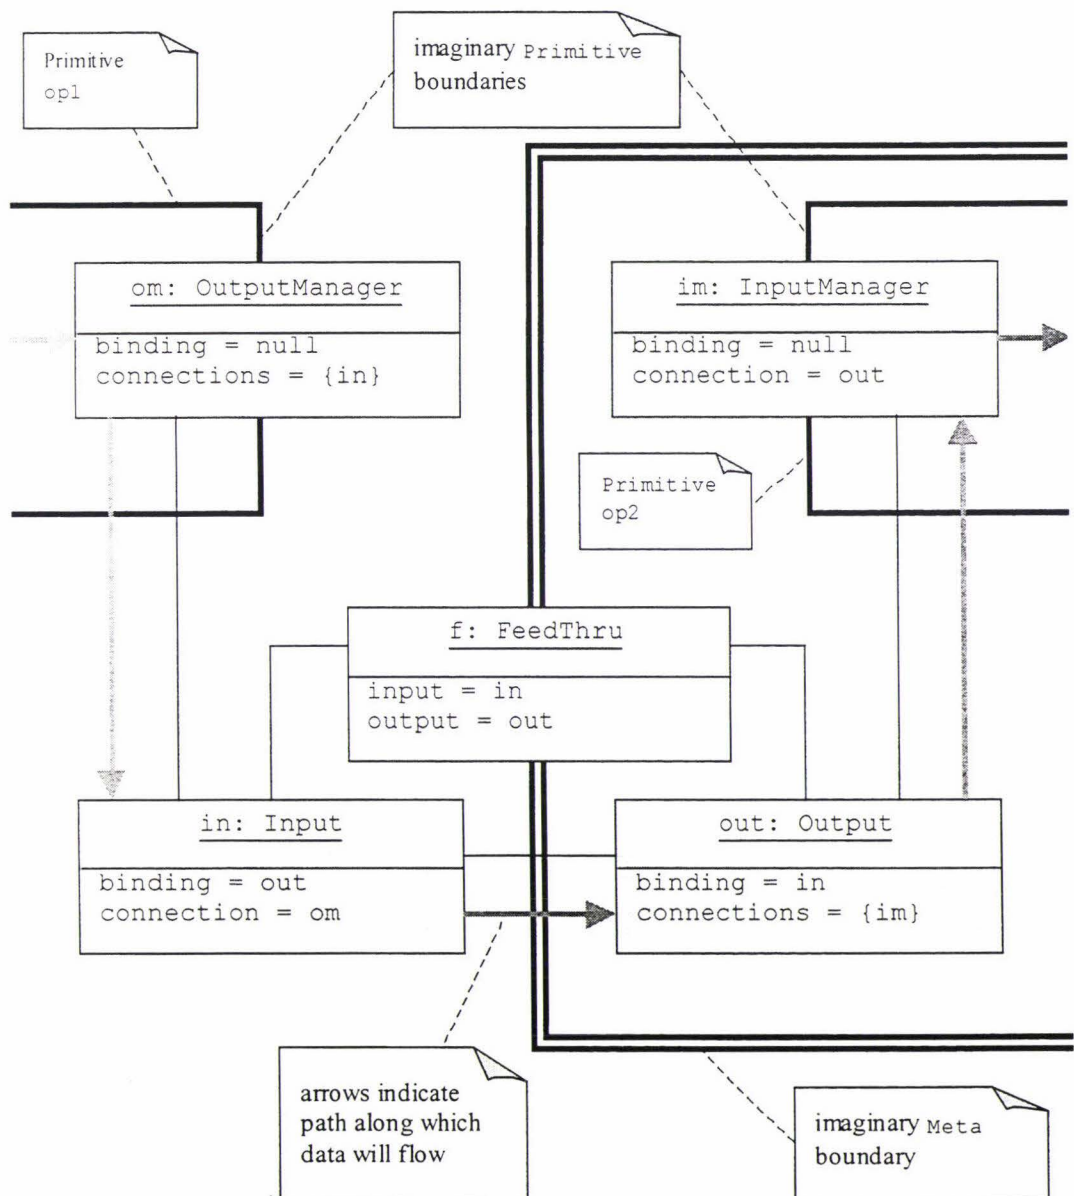 Primitive
op1
imaginary Primitive
boundaries
om: OutputManager
binding = null
connections = {in}
im: InputManager
binding = null
connection = out
Primitive
op2
f: FeedThru
input = in
output = out
in: Input
binding = out
connection = om
out: Output
binding = in
connections = {im}
arrows indicate
path along which
data will flow
imaginary Meta
boundary